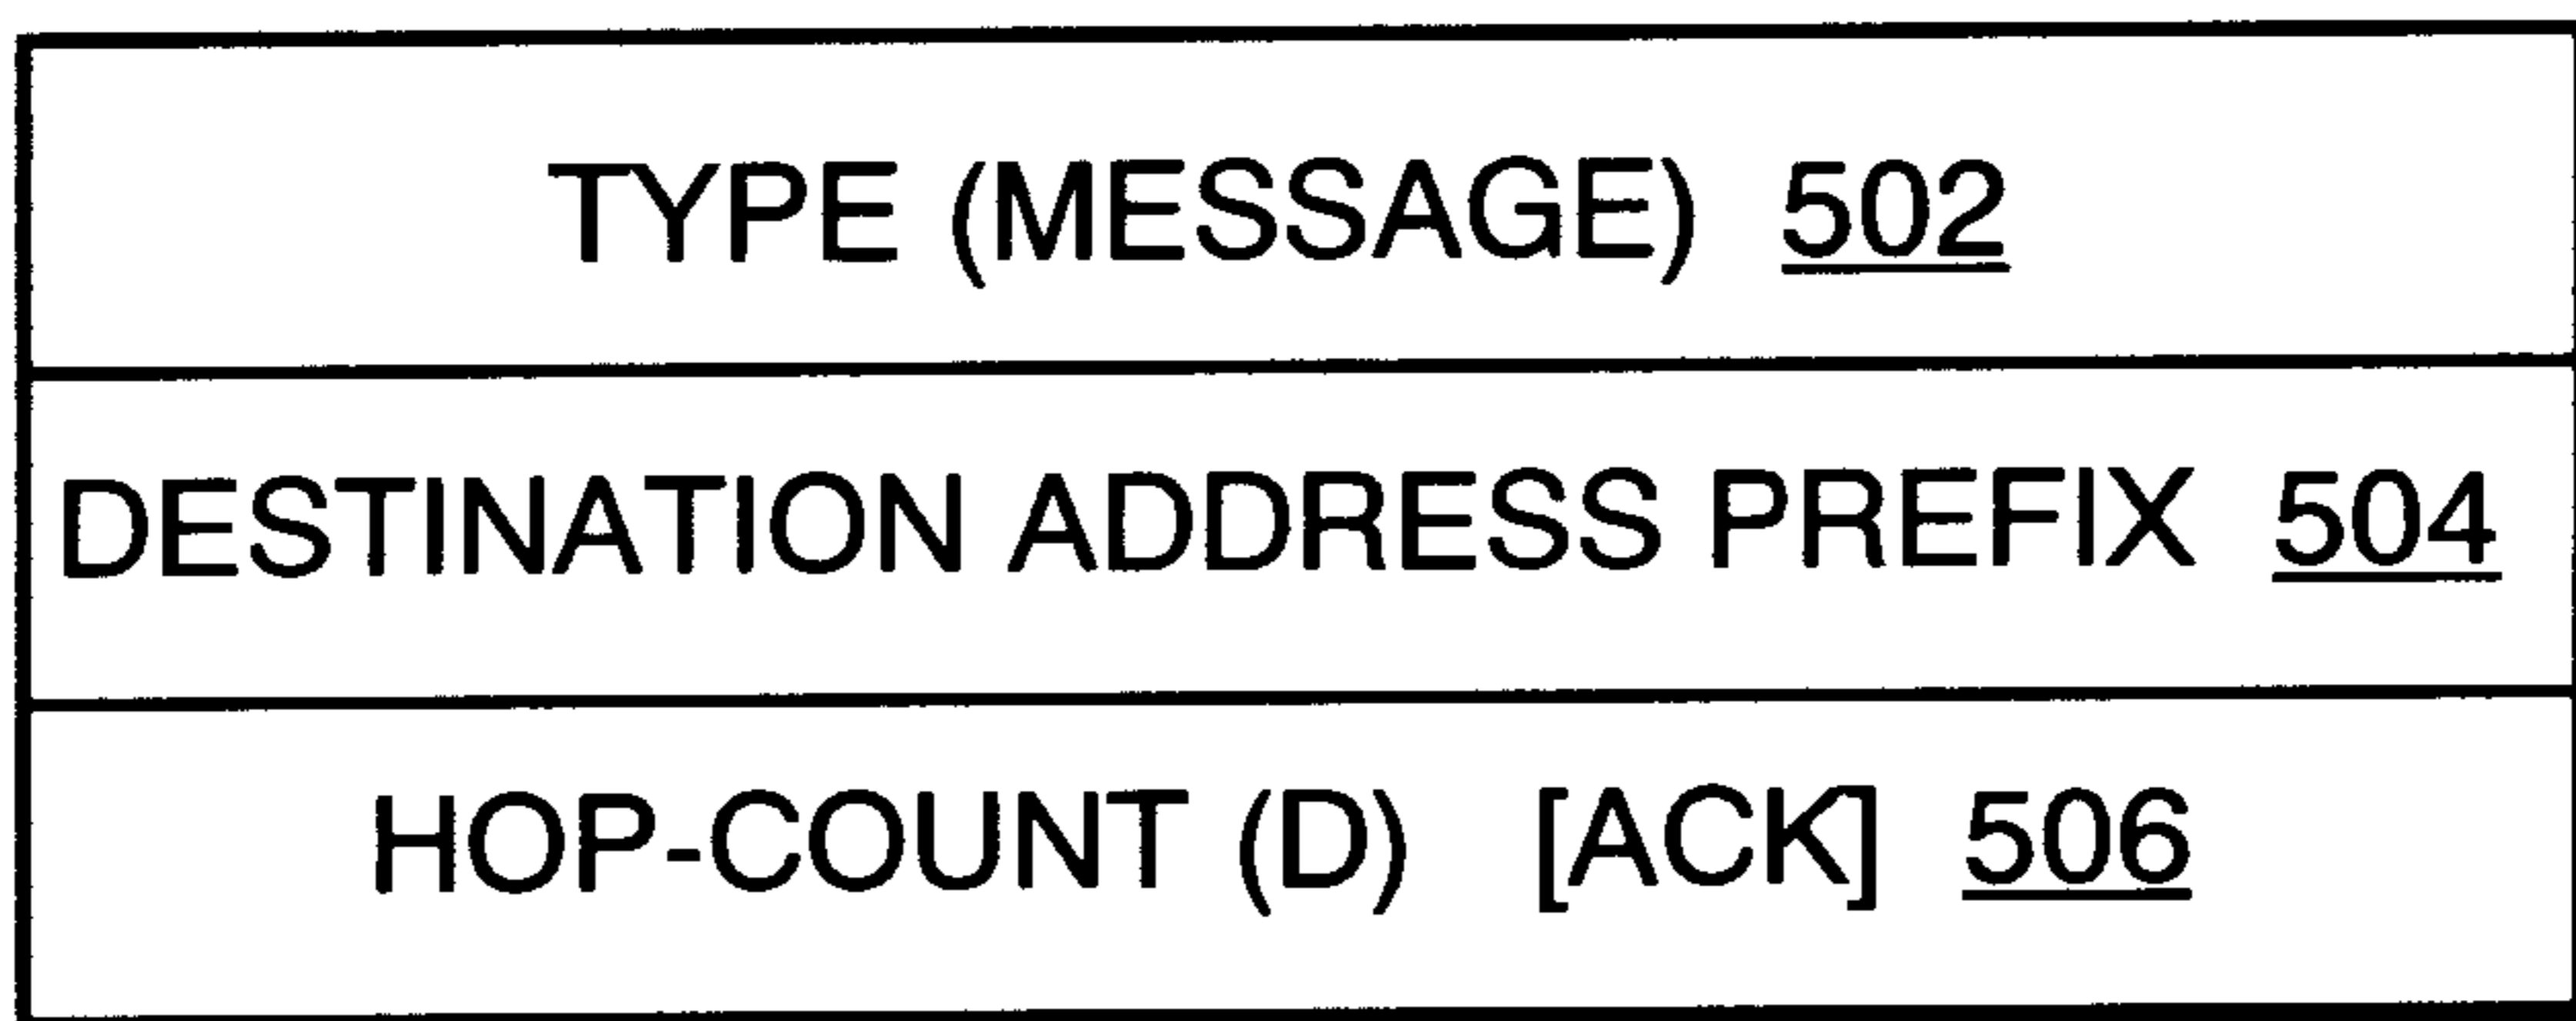 TYPE (MESSAGE) 502
DESTINATION ADDRESS PREFIX 504
HOP-COUNT (D) [ACK] 506